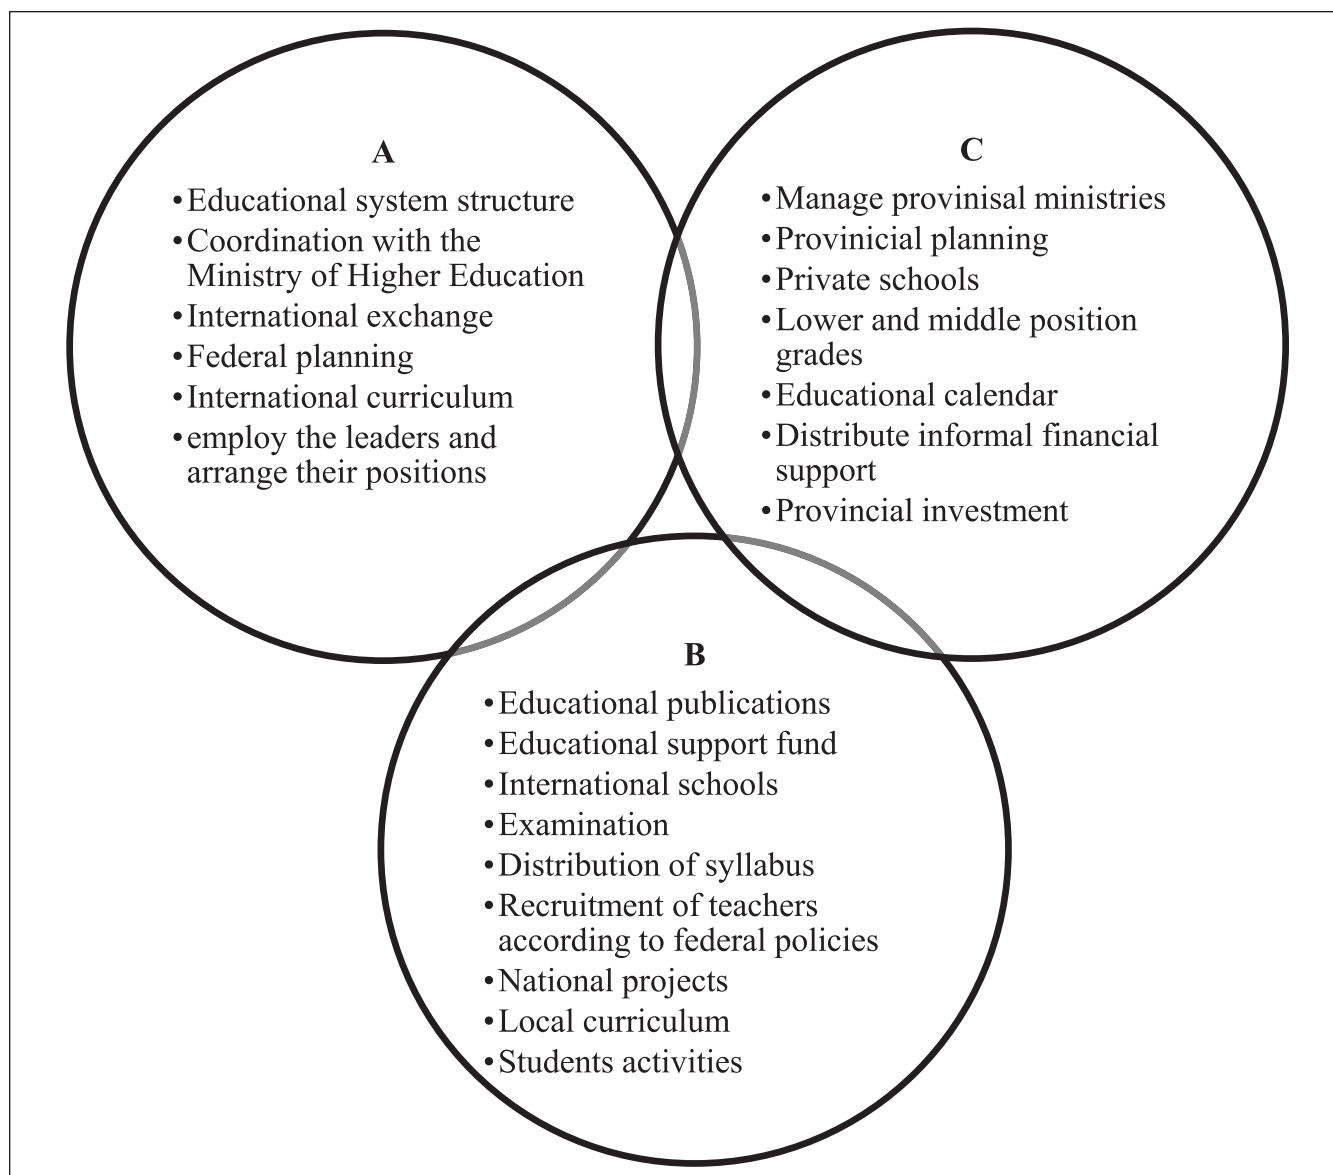 A
•Educational system structure
•Coordination with the
Ministry of Higher Education
•International exchange
•Federal planning
•International curriculum
•employ the leaders and
arrange their positions
C
•Manage provinisal ministries
•Provinicial planning
•Private schools
•Lower and middle position
grades
•Educational calendar
•Distribute informal financial
support
•Provincial investment
B
•Educational publications
•Educational support fund
•International schools
•Examination
•Distribution of syllabus
•Recruitment of teachers
according to federal policies
•National projects
•Local curriculum
•Students activities